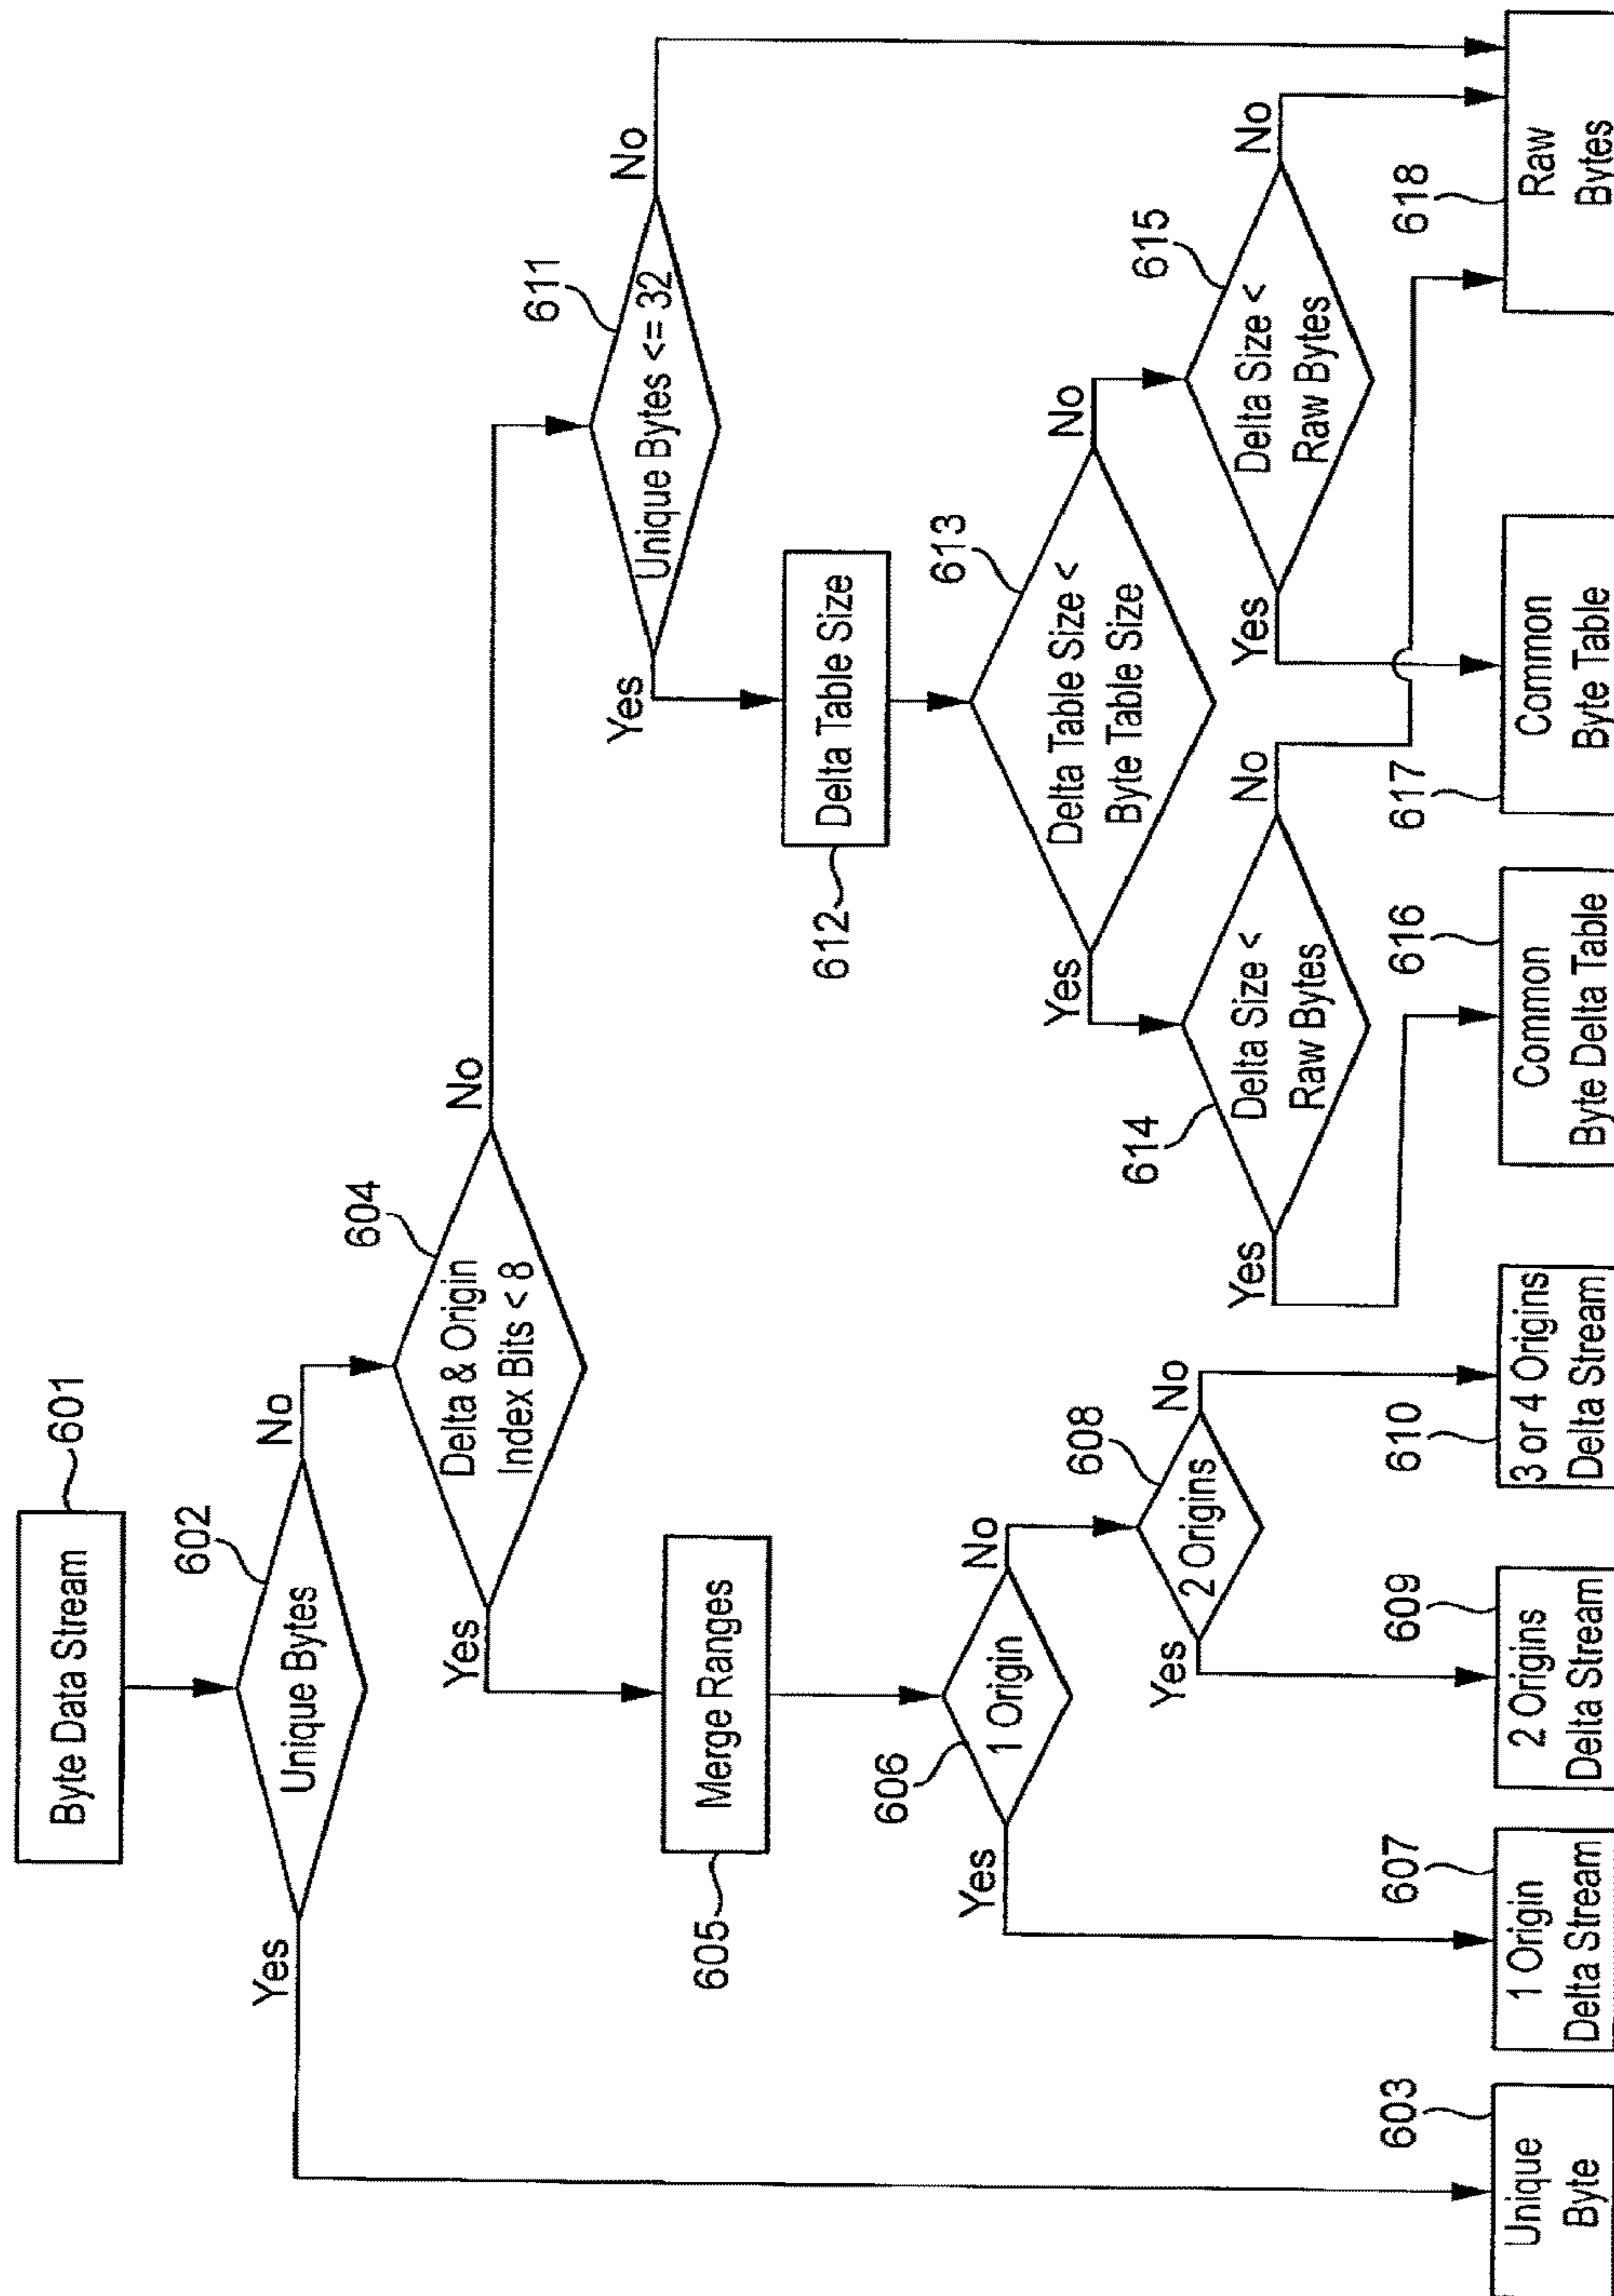 Byte Data Stream
601
602
Unique Bytes
Yes
No
604
Delta & Origin
Index Bits < 8
Yes
No
611
Unique Bytes <= 32
Yes
No
Merge Ranges
605
Delta Table Size
612
606
1 Origin
Yes
No
613
Delta Table Size <
Byte Table Size
Yes
No
608
2 Origins
Yes
No
614
Delta Size <
Raw Bytes
Yes
No
615
Delta Size <
Raw Bytes
Yes
No
603
Unique
Byte
607
1 Origin
Delta Stream
609
2 Origins
Delta Stream
610
3 or 4 Origins
Delta Stream
616
Common
Byte Delta Table
617
Common
Byte Table
618
Raw
Bytes